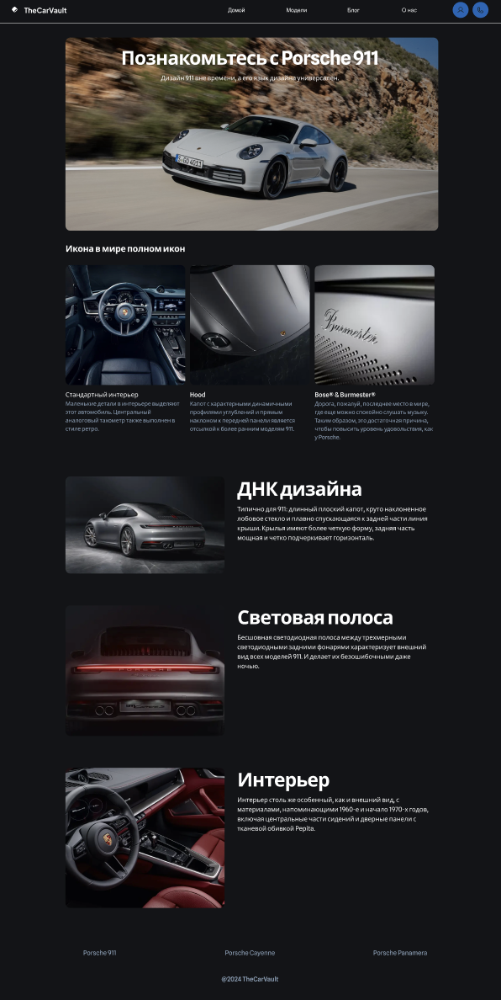 TheCarVault
Домой
Модели
Блог
О нас
Познакомьтесь с Porsche 911
Дизайн 911 вне времени, а его язык дизайна универсален.
S·GO 4011
Икона в мире полном икон
Burmester
Стандартный интерьер
Маленькие детали в интерьере выделяют
этот автомобиль. Центральный
аналоговый тахометр также выполнен в
стиле ретро.
Hood
Капот с характерными динамичными
профилями углублений и прямым
наклоном к передней панели является
отсылкой к более ранним моделям 911.
Bose® & Burmester®
Дорога, пожалуй, последнее место в мире,
где еще можно спокойно слушать музыку.
Таким образом, это достаточная причина,
чтобы повысить уровень удовольствия, как
у Porsche.
ДНК дизайна
Типично для 911: длинный плоский капот, круто наклоненное
лобовое стекло и плавно спускающаяся к задней части линия
крыши. Крылья имеют более четкую форму, задняя часть
мощная и четко подчеркивает горизонталь.
PORSCHE
Световая полоса
Бесшовная светодиодная полоса между трехмерными
светодиодными задними фонарями характеризует внешний
вид всех моделей 911. И делает их безошибочными даже
ночью.
Интерьер
Интерьер столь же особенный, как и внешний вид, с
материалами, напоминающими 1960-е и начало 1970-х годов,
включая центральные части сидений и дверные панели с
тканевой обивкой Pepita.
Porsche 911
Porsche Cayenne
Porsche Panamera
@2024 TheCarVault